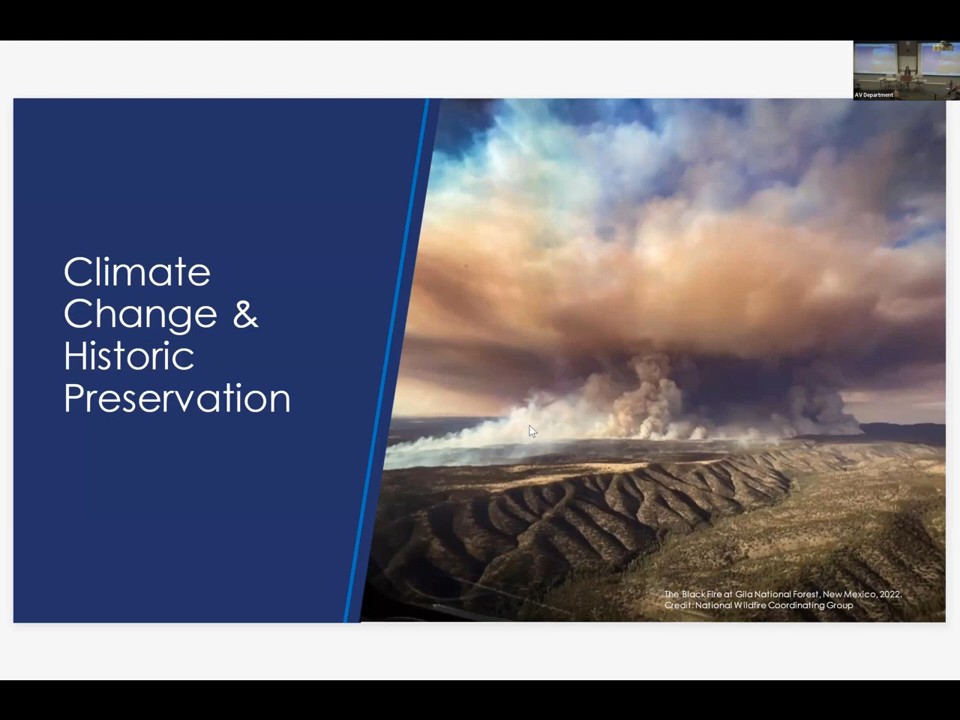 AV Department
Climate
Change &
Historic
Preservation
The Black Fire at Gila National Forest, New Mexico, 2022.
Credit: National Wildfire Coordinating Group